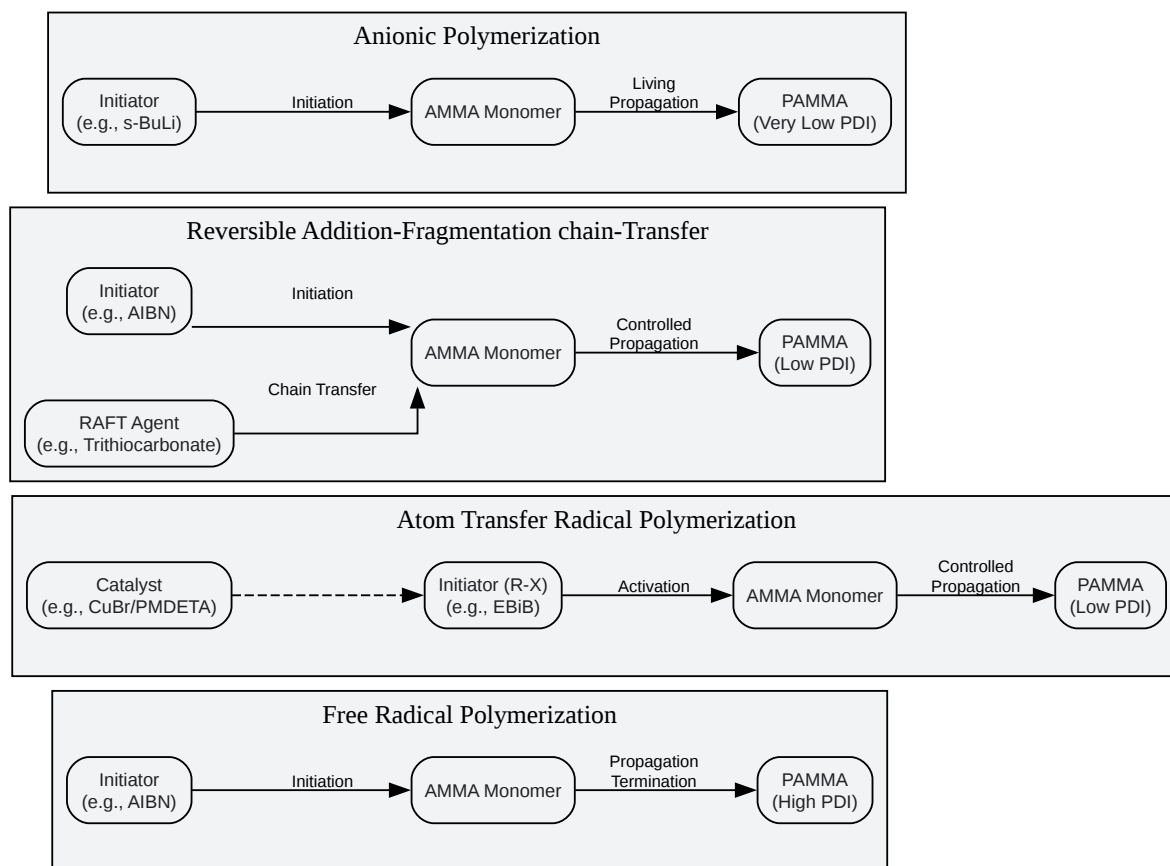 Anionic Polymerization
Initiator
(e.g., s-BuLi)
Initiation
AMMA Monomer
Living
Propagation
PAMMA
(Very Low PDI)
Reversible Addition-Fragmentation chain-Transfer
Initiator
(e.g., AIBN)
Initiation
AMMA Monomer
Controlled
Propagation
PAMMA
(Low PDI)
Chain Transfer
RAFT Agent
(e.g., Trithiocarbonate)
Atom Transfer Radical Polymerization
Catalyst
(e.g., CuBr/PMDETA)
Initiator (R-X)
(e.g., EBiB)
Activation
AMMA Monomer
Controlled
Propagation
PAMMA
(Low PDI)
Free Radical Polymerization
Initiator
(e.g., AIBN)
Initiation
AMMA Monomer
Propagation
Termination
PAMMA
(High PDI)